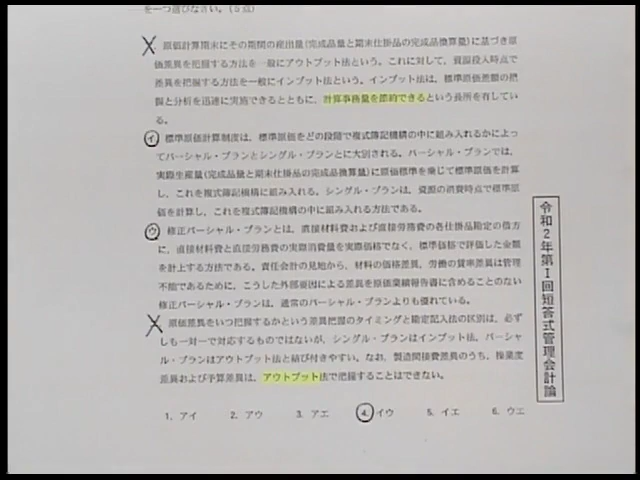 を一つ選びなさい。(5点)
原価計算期末にその期間の産出量(完成品量と期末仕掛品の完成品換算量)に基づき原
価差異を把握する方法を一般にアウトプット法という。これに対して,資源投入時点で
差異を把握する方法を一般にインプット法という。インプット法は,標準原価差額の把
握と分析を迅速に実施できるとともに,計算事務量を節約できるという長所を有してい
る。
イ 標準原価計算制度は,標準原価をどの段階で複式簿記機構の中に組み入れるかによっ
てパーシャル・プランとシングル・プランとに大別される。パーシャル・プランでは,
実際生産量(完成品量と期末仕掛品の完成品換算量)に原価標準を乗じて標準原価を計算
し,これを複式簿記機構に組み入れる。シングル・プランは,資源の消費時点で標準原
価を計算し,これを複式簿記機構の中に組み入れる方法である。
ウ 修正パーシャル・プランとは,直接材料費および直接労務費の各仕掛品勘定の借方
に,直接材料費と直接労務費の実際消費量を実際価格でなく,標準価格で評価した金額
を計上する方法である。責任会計の見地から,材料の価格差異,労働の賃率差異は管理
不能であるために,こうした外部要因による差異を原価業績報告書に含めることのない
修正パーシャル・プランは,通常のパーシャル・プランよりも優れている。
原価差異をいつ把握するかという差異把握のタイミングと勘定記入法の区別は,必ず
しも一対一で対応するものではないが,シングル・プランはインプット法,パーシャ
ル・プランはアウトプット法と結び付きやすい。なお,製造間接費差異のうち,操業度
差異および予算差異は,アウトプット法で把握することはできない。
1. アイ 2. アウ 3. アエ 4. イウ 5. イエ 6. ウエ
令和2年第Ⅰ回短答式管理会計論